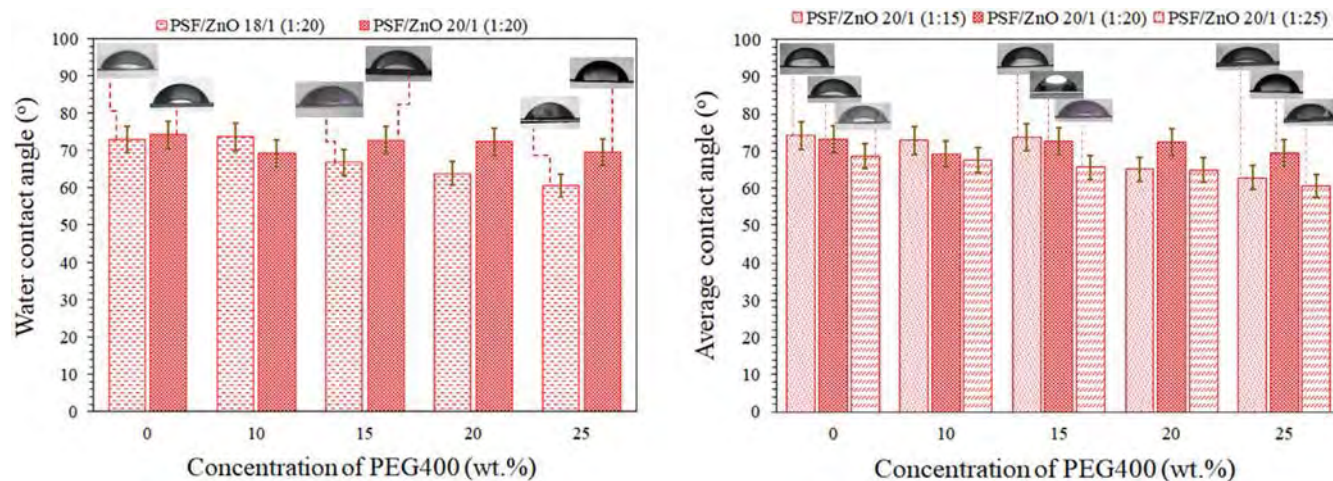 PSF/ZnO 18/1 (1:20) PSF/ZnO 20/1 (1:20)
100
90
80
70
60
50
40
30
20
10
0
Water contact angle (º)
0 10 15 20 25
Concentration of PEG400 (wt.%)
PSF/ZnO 20/1 (1:15) PSF/ZnO 20/1 (1:20) PSF/ZnO 20/1 (1:25)
100
90
80
70
60
50
40
30
20
10
0
Average contact angle (º)
0 10 15 20 25
Concentration of PEG400 (wt.%)